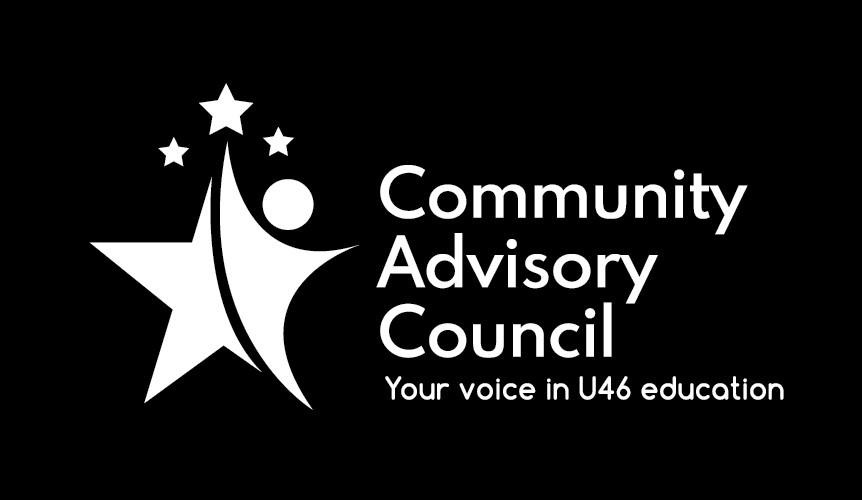 Community
Advisory
Council
Your voice in U46 education